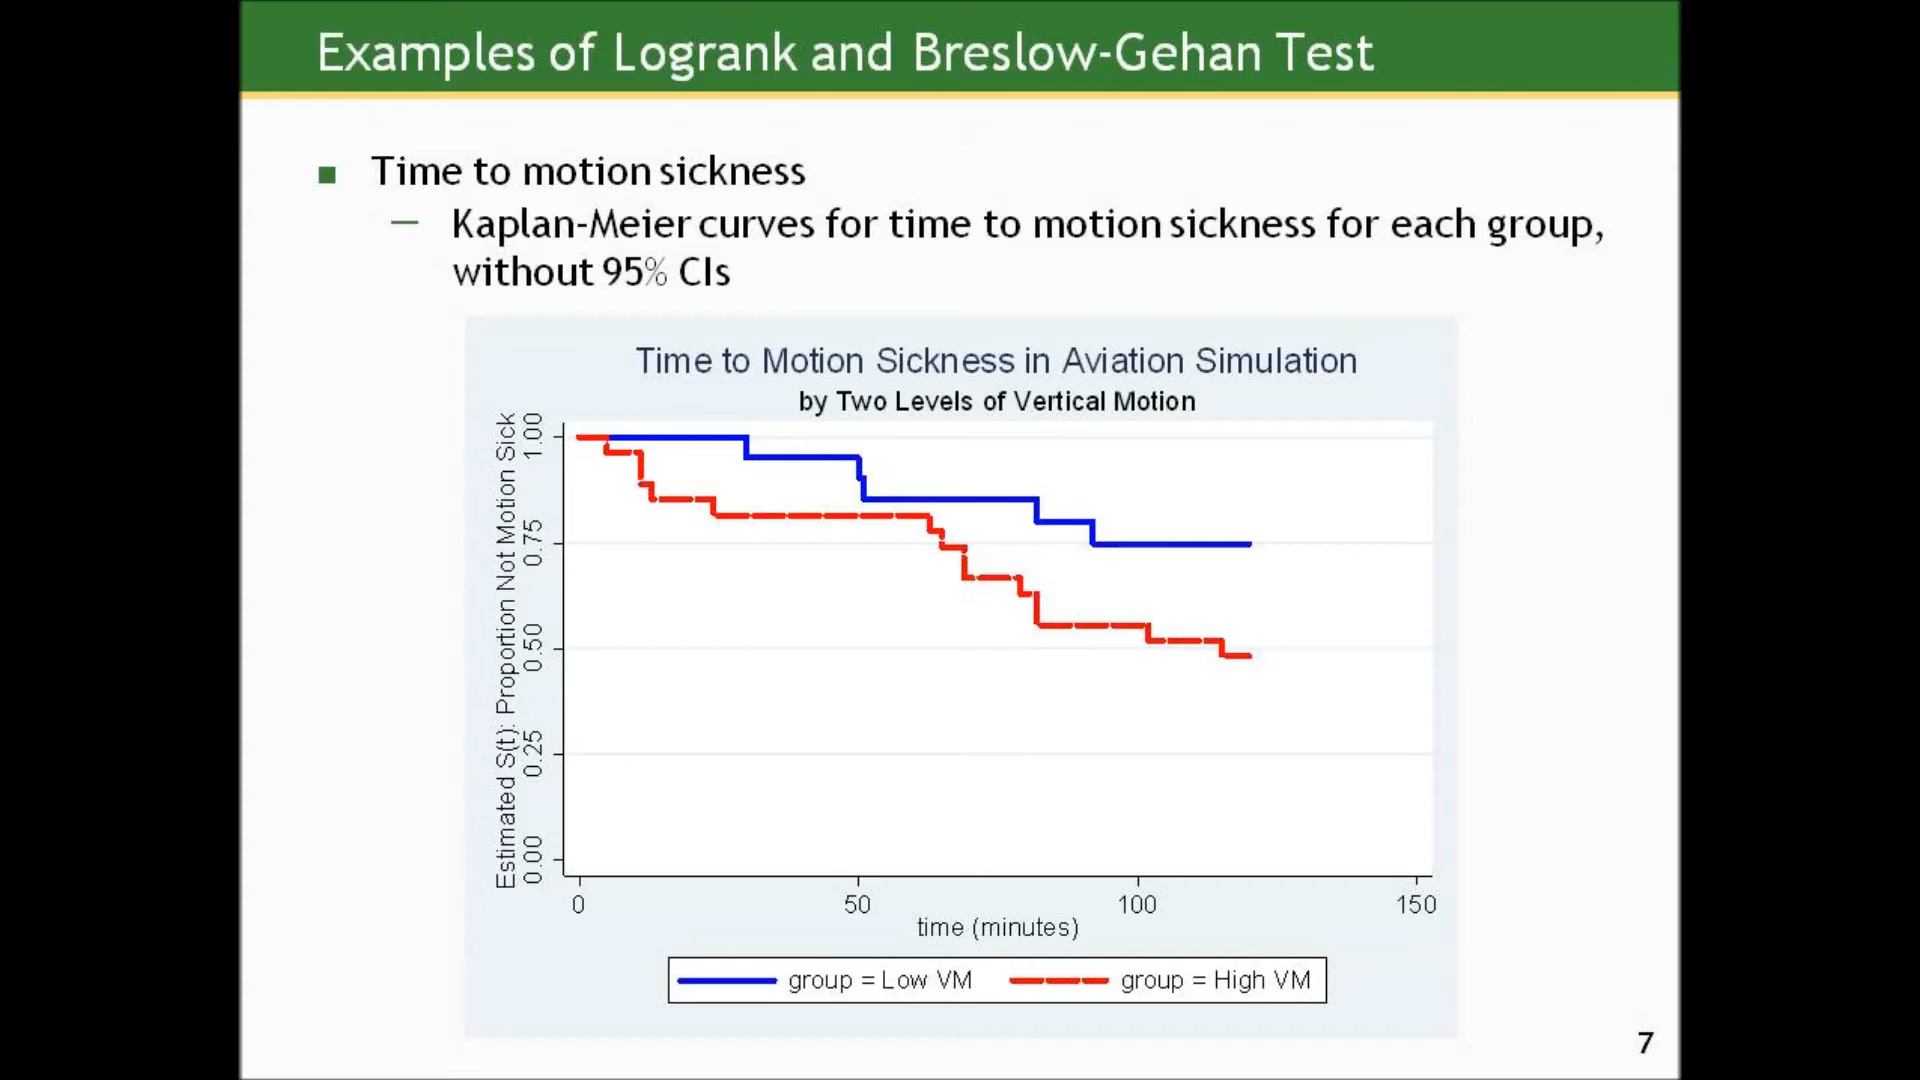 Examples of Logrank and Breslow-Gehan Test
Time to motion sickness
— Kaplan-Meier curves for time to motion sickness for each group,
without 95% CIs
Time to Motion Sickness in Aviation Simulation
by Two Levels of Vertical Motion
Estimated S(t): Proportion Not Motion Sick
1.00
0.75
0.50
0.25
0.00
0 50 100 150
time (minutes)
group = Low VM group = High VM
7